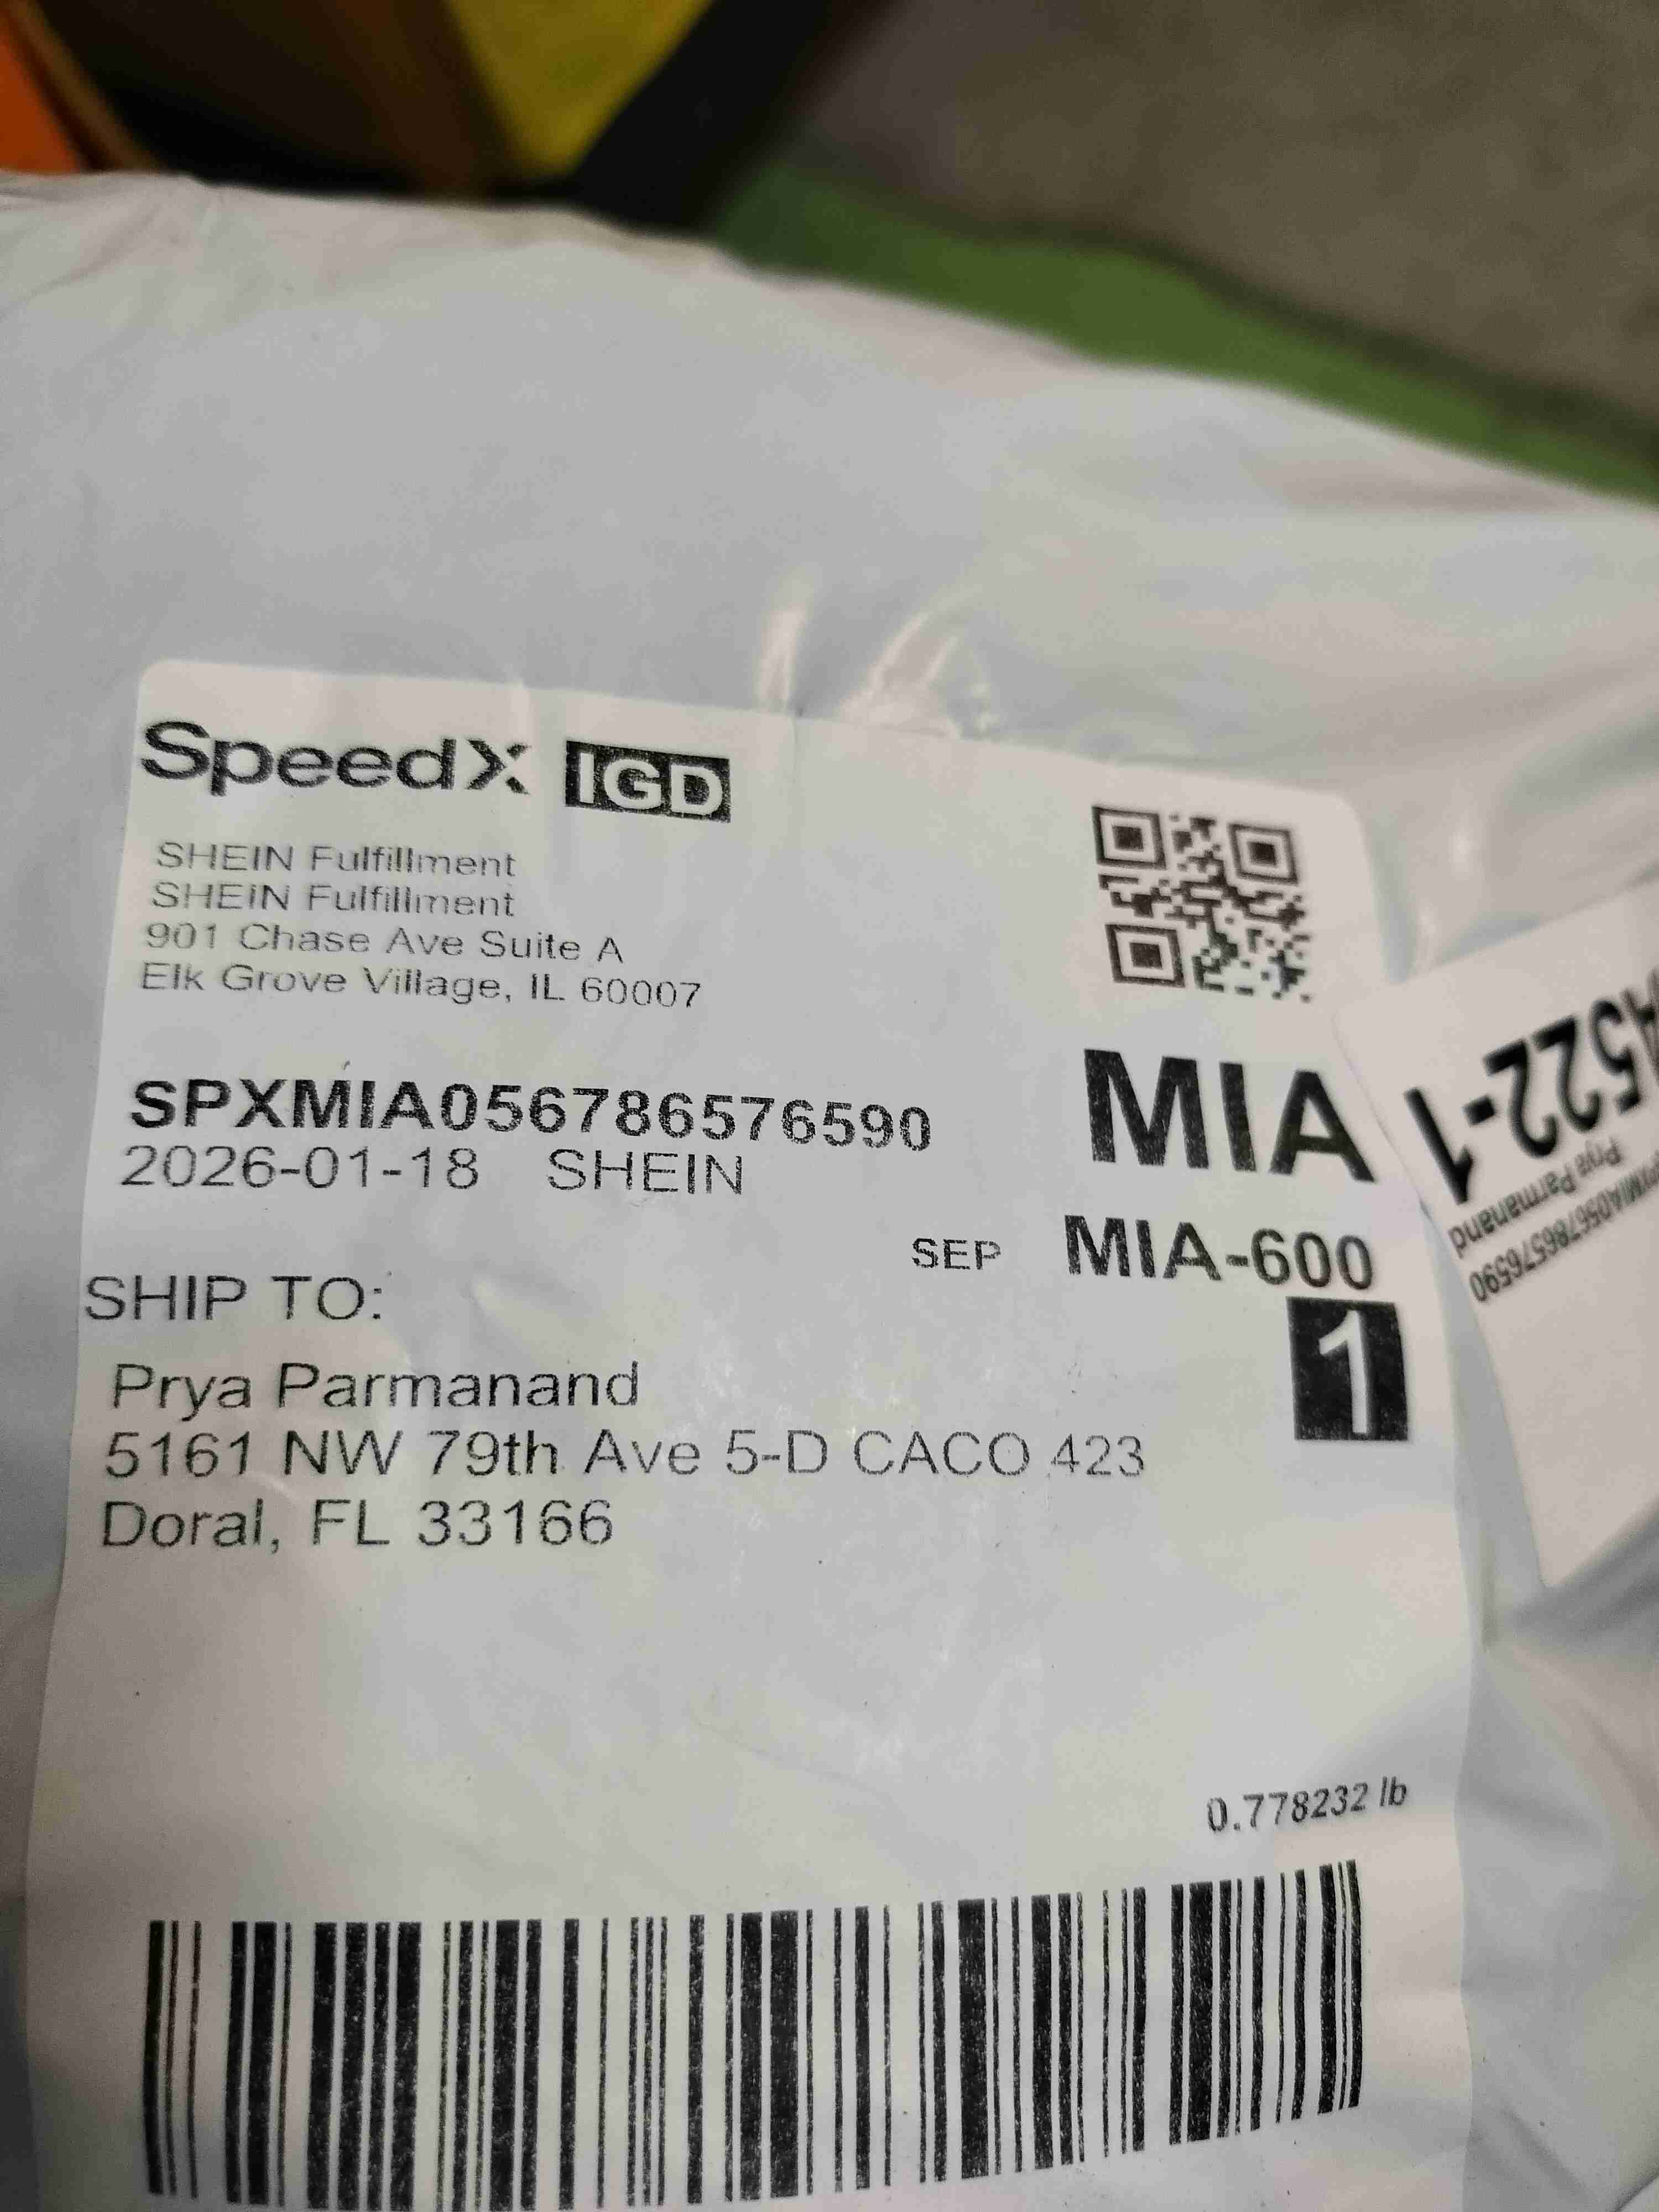 SpeedX IGD
SHEIN Fulfillment
SHEIN Fulfillment
901 Chase Ave Suite A
Elk Grove Village, IL 60007
SPXMIA056786576590
2026-01-18 SHEIN
MIA
SEP MIA-600
1
SHIP TO:
Prya Parmanand
5161 NW 79th Ave 5-D CACO 423
Doral, FL 33166
0.778232 lb
A522-1
Prya Parmanand
SPXMIA056786576590